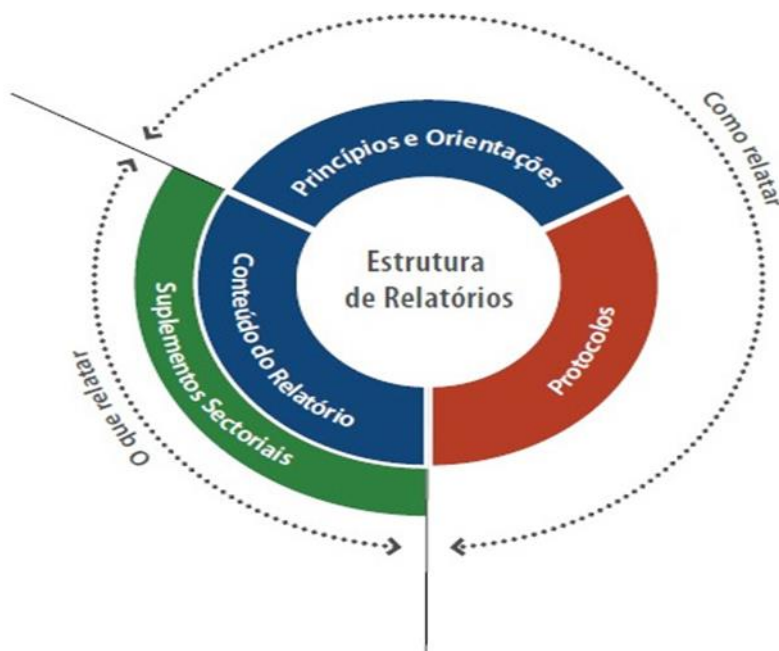 Como relatar
Princípios e Orientações
Estrutura
de Relatórios
Conteúdo do Relatório
Suplementos Sectoriais
Protocolos
O que relatar